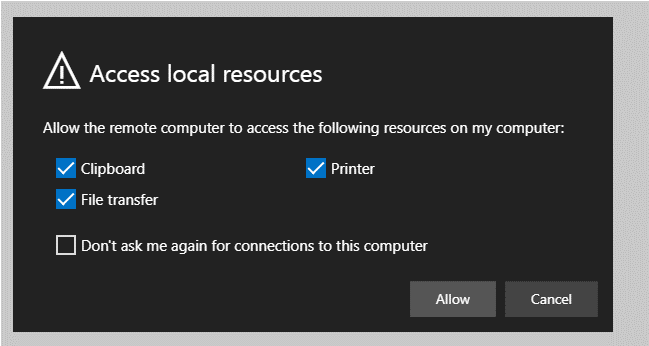 Access local resources
Allow the remote computer to access the following resources on my computer:
Clipboard
Printer
File transfer
Don't ask me again for connections to this computer
Allow
Cancel